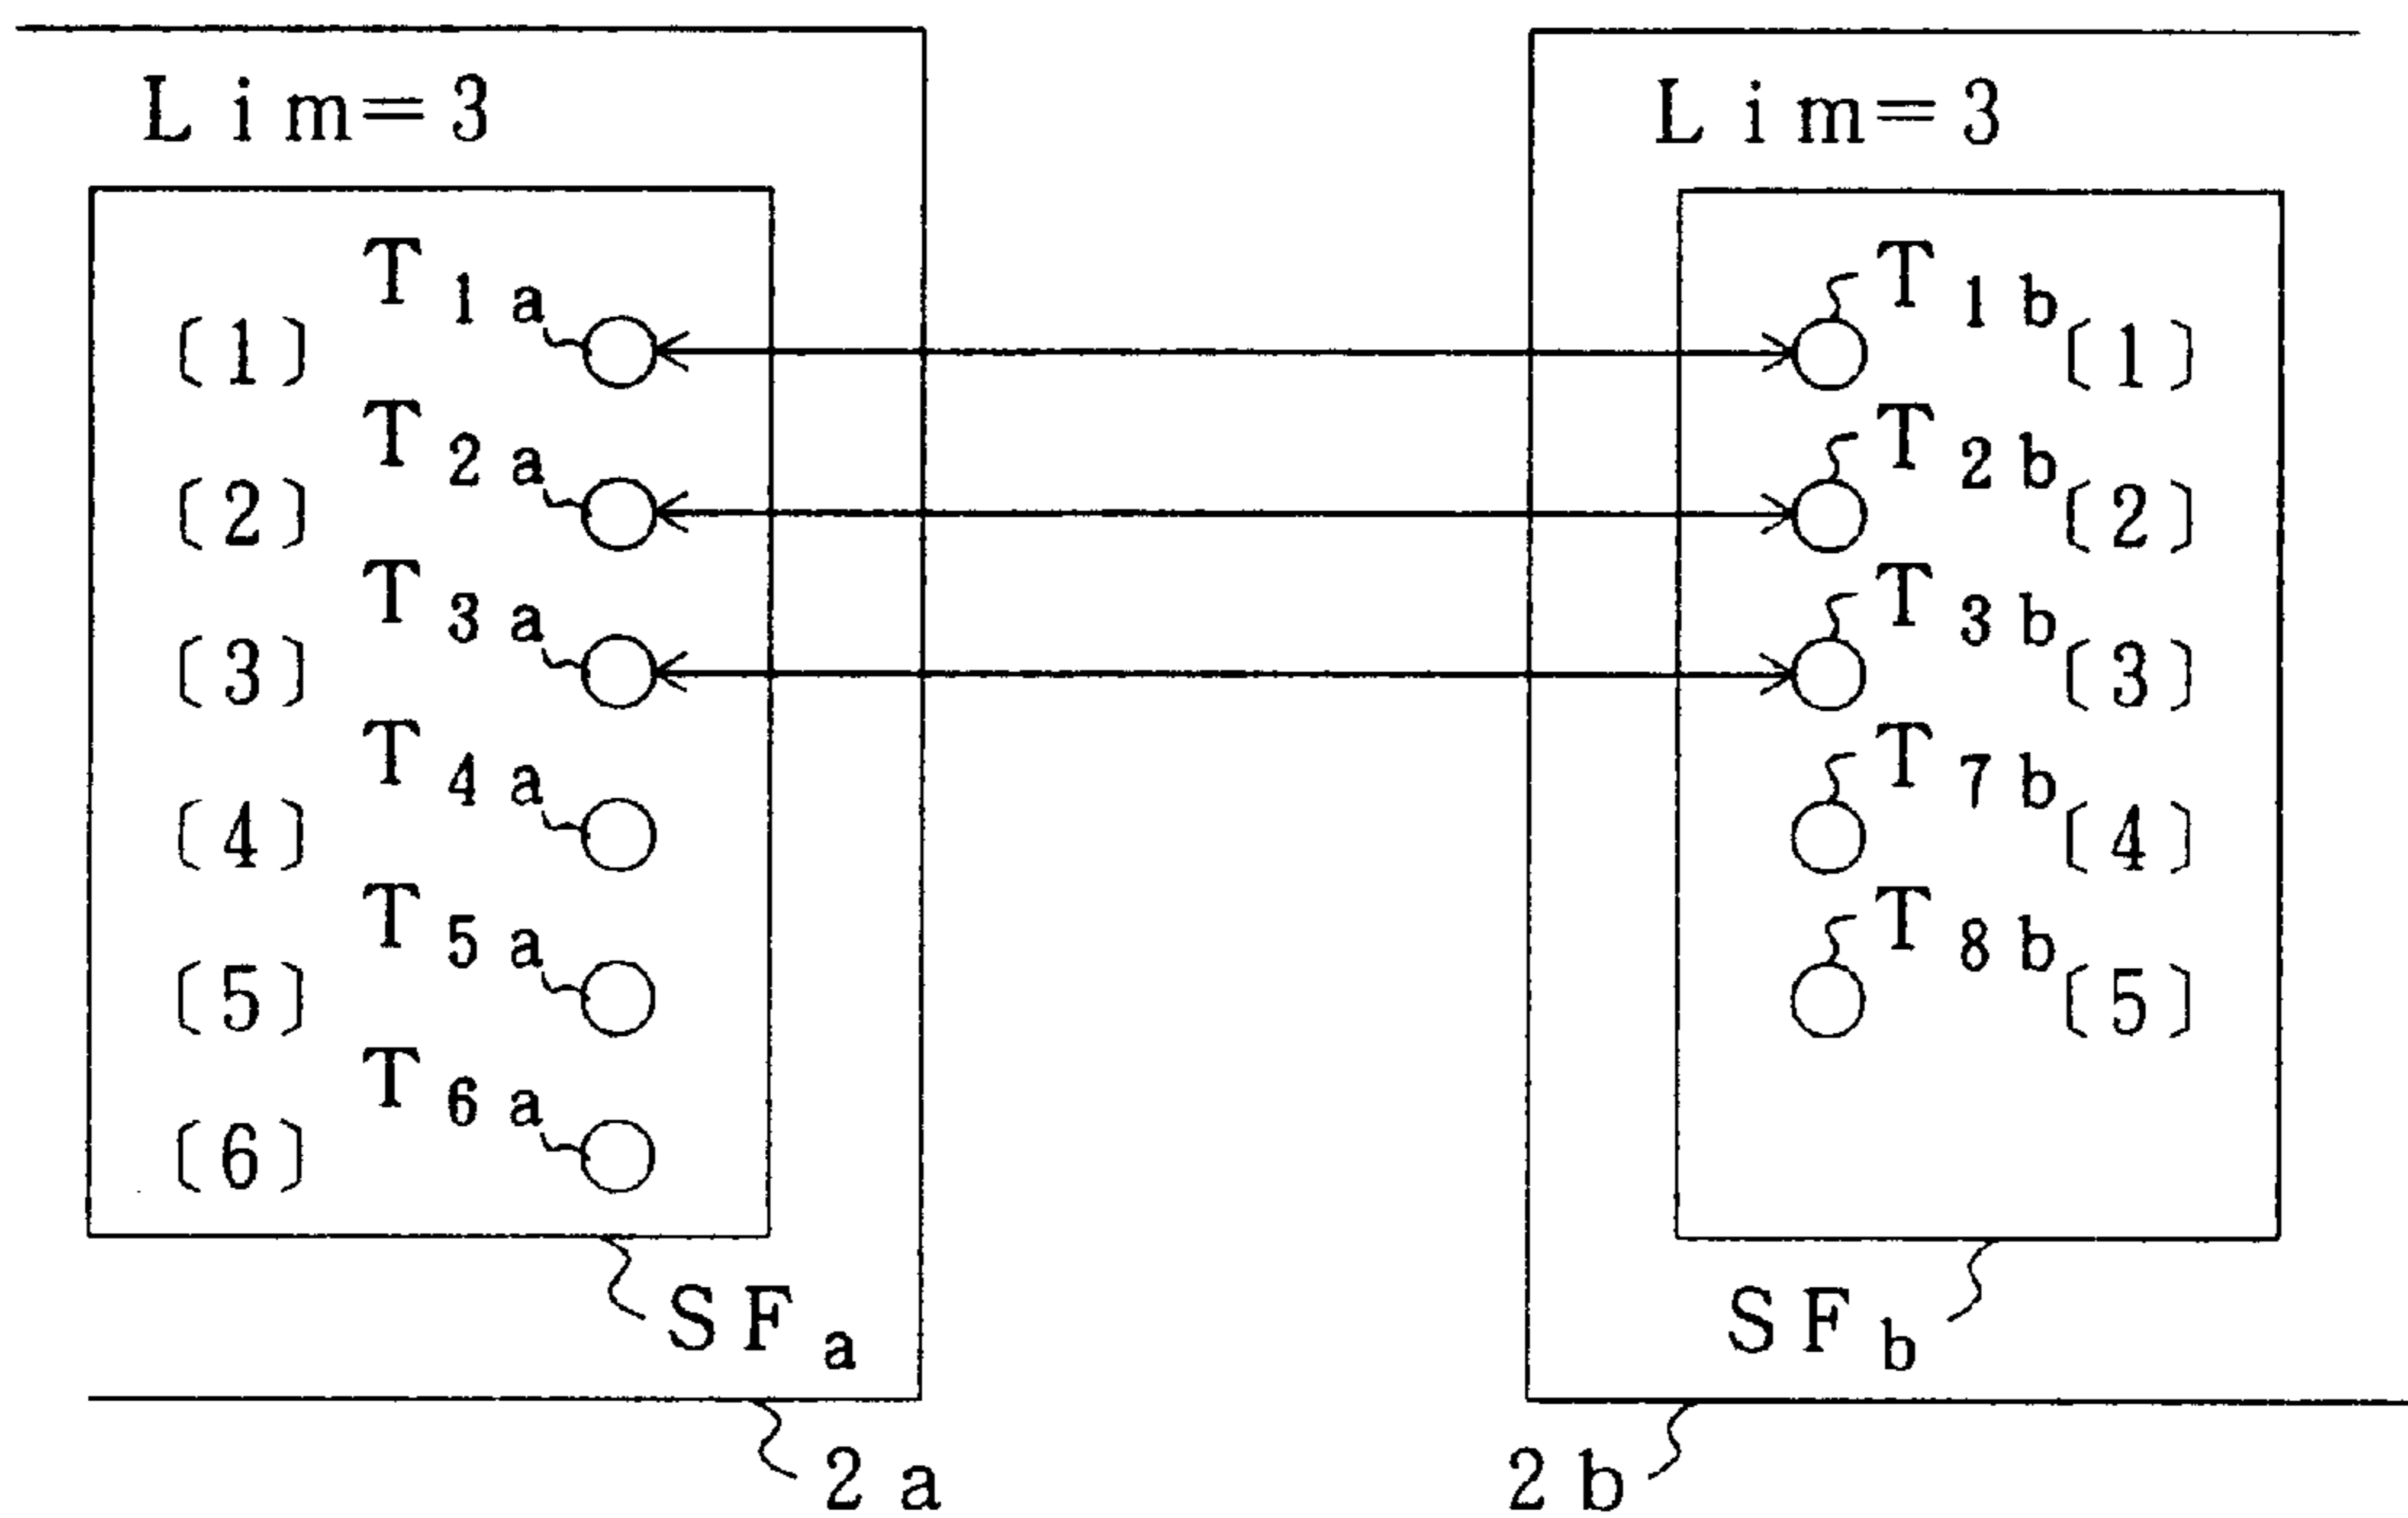 Lim=3 Lim=3
T1a T1b
〔1〕 〔1〕
T2a T2b
〔2〕 〔2〕
T3a T3b
〔3〕 〔3〕
T4a T7b
〔4〕 〔4〕
T5a T8b
〔5〕 〔5〕
T6a
〔6〕
SFa SFb
2a 2b